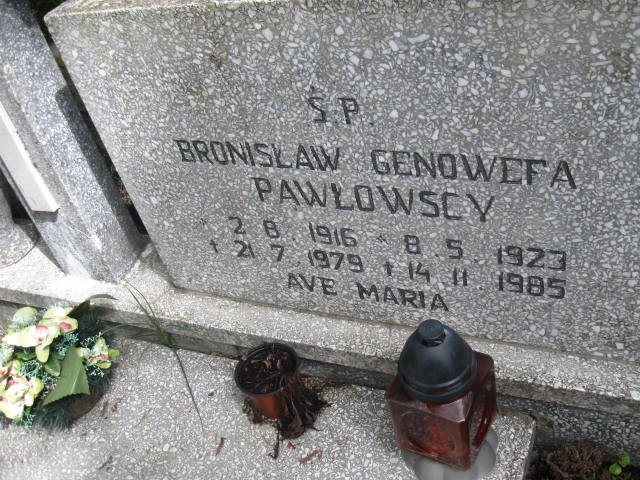 Ś.P.
BRONISŁAW GENOWEFA
PAWŁOWSCY
* 2.8.1916 * 8.5.1923
† 21.7.1979 † 14.11.1985
AVE MARIA